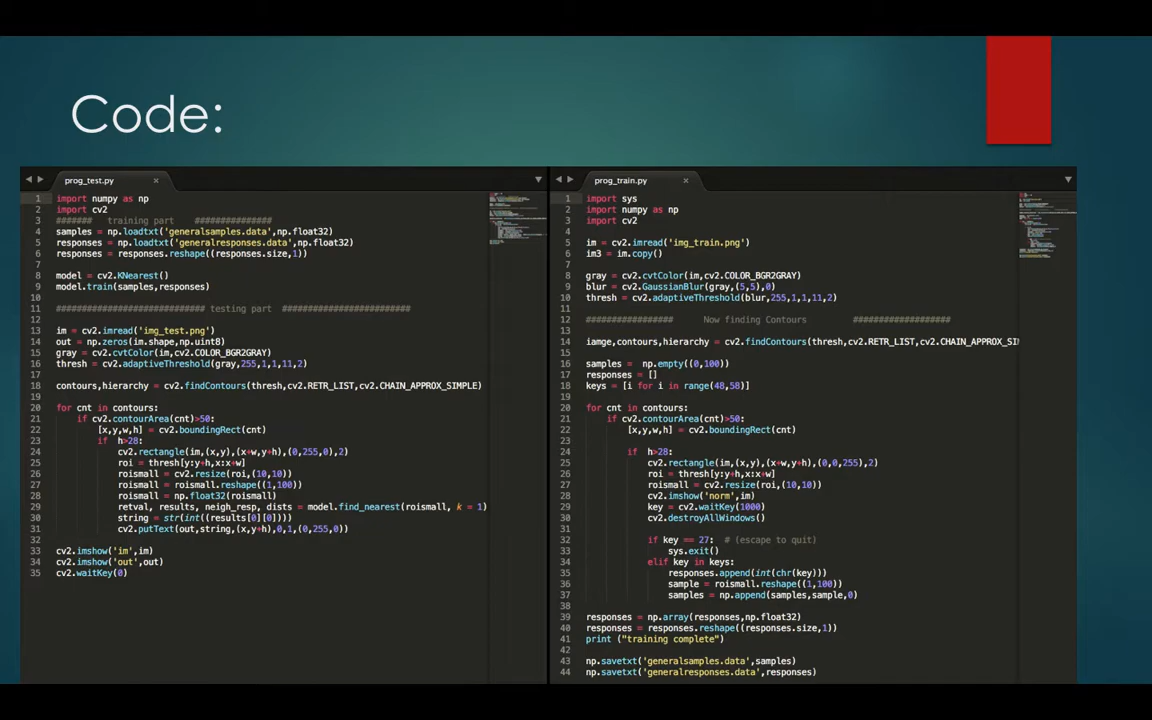 Code:
prog_test.py
1 import numpy as np
2 import cv2
3 ####### training part ###############
4 samples = np.loadtxt('generalsamples.data',np.float32)
5 responses = np.loadtxt('generalresponses.data',np.float32)
6 responses = responses.reshape((responses.size,1))
7
8 model = cv2.KNearest()
9 model.train(samples,responses)
10
11 ############################ testing part ########################
12
13 im = cv2.imread('img_test.png')
14 out = np.zeros(im.shape,np.uint8)
15 gray = cv2.cvtColor(im,cv2.COLOR_BGR2GRAY)
16 thresh = cv2.adaptiveThreshold(gray,255,1,1,11,2)
17
18 contours,hierarchy = cv2.findContours(thresh,cv2.RETR_LIST,cv2.CHAIN_APPROX_SIMPLE)
19
20 for cnt in contours:
21 if cv2.contourArea(cnt)>50:
22 [x,y,w,h] = cv2.boundingRect(cnt)
23 if h>28:
24 cv2.rectangle(im,(x,y),(x+w,y+h),(0,255,0),2)
25 roi = thresh[y:y+h,x:x+w]
26 roismall = cv2.resize(roi,(10,10))
27 roismall = roismall.reshape((1,100))
28 roismall = np.float32(roismall)
29 retval, results, neigh_resp, dists = model.find_nearest(roismall, k = 1)
30 string = str(int((results[0][0])))
31 cv2.putText(out,string,(x,y+h),0,1,(0,255,0))
32
33 cv2.imshow('im',im)
34 cv2.imshow('out',out)
35 cv2.waitKey(0)
prog_train.py
1 import sys
2 import numpy as np
3 import cv2
4
5 im = cv2.imread('img_train.png')
6 im3 = im.copy()
7
8 gray = cv2.cvtColor(im,cv2.COLOR_BGR2GRAY)
9 blur = cv2.GaussianBlur(gray,(5,5),0)
10 thresh = cv2.adaptiveThreshold(blur,255,1,1,11,2)
11
12 ################# Now finding Contours ###################
13
14 iamge,contours,hierarchy = cv2.findContours(thresh,cv2.RETR_LIST,cv2.CHAIN_APPROX_SI
15
16 samples = np.empty((0,100))
17 responses = []
18 keys = [i for i in range(48,58)]
19
20 for cnt in contours:
21 if cv2.contourArea(cnt)>50:
22 [x,y,w,h] = cv2.boundingRect(cnt)
23
24 if h>28:
25 cv2.rectangle(im,(x,y),(x+w,y+h),(0,0,255),2)
26 roi = thresh[y:y+h,x:x+w]
27 roismall = cv2.resize(roi,(10,10))
28 cv2.imshow('norm',im)
29 key = cv2.waitKey(1000)
30 cv2.destroyAllWindows()
31
32 if key == 27: # (escape to quit)
33 sys.exit()
34 elif key in keys:
35 responses.append(int(chr(key)))
36 sample = roismall.reshape((1,100))
37 samples = np.append(samples,sample,0)
38
39 responses = np.array(responses,np.float32)
40 responses = responses.reshape((responses.size,1))
41 print ("training complete")
42
43 np.savetxt('generalsamples.data',samples)
44 np.savetxt('generalresponses.data',responses)